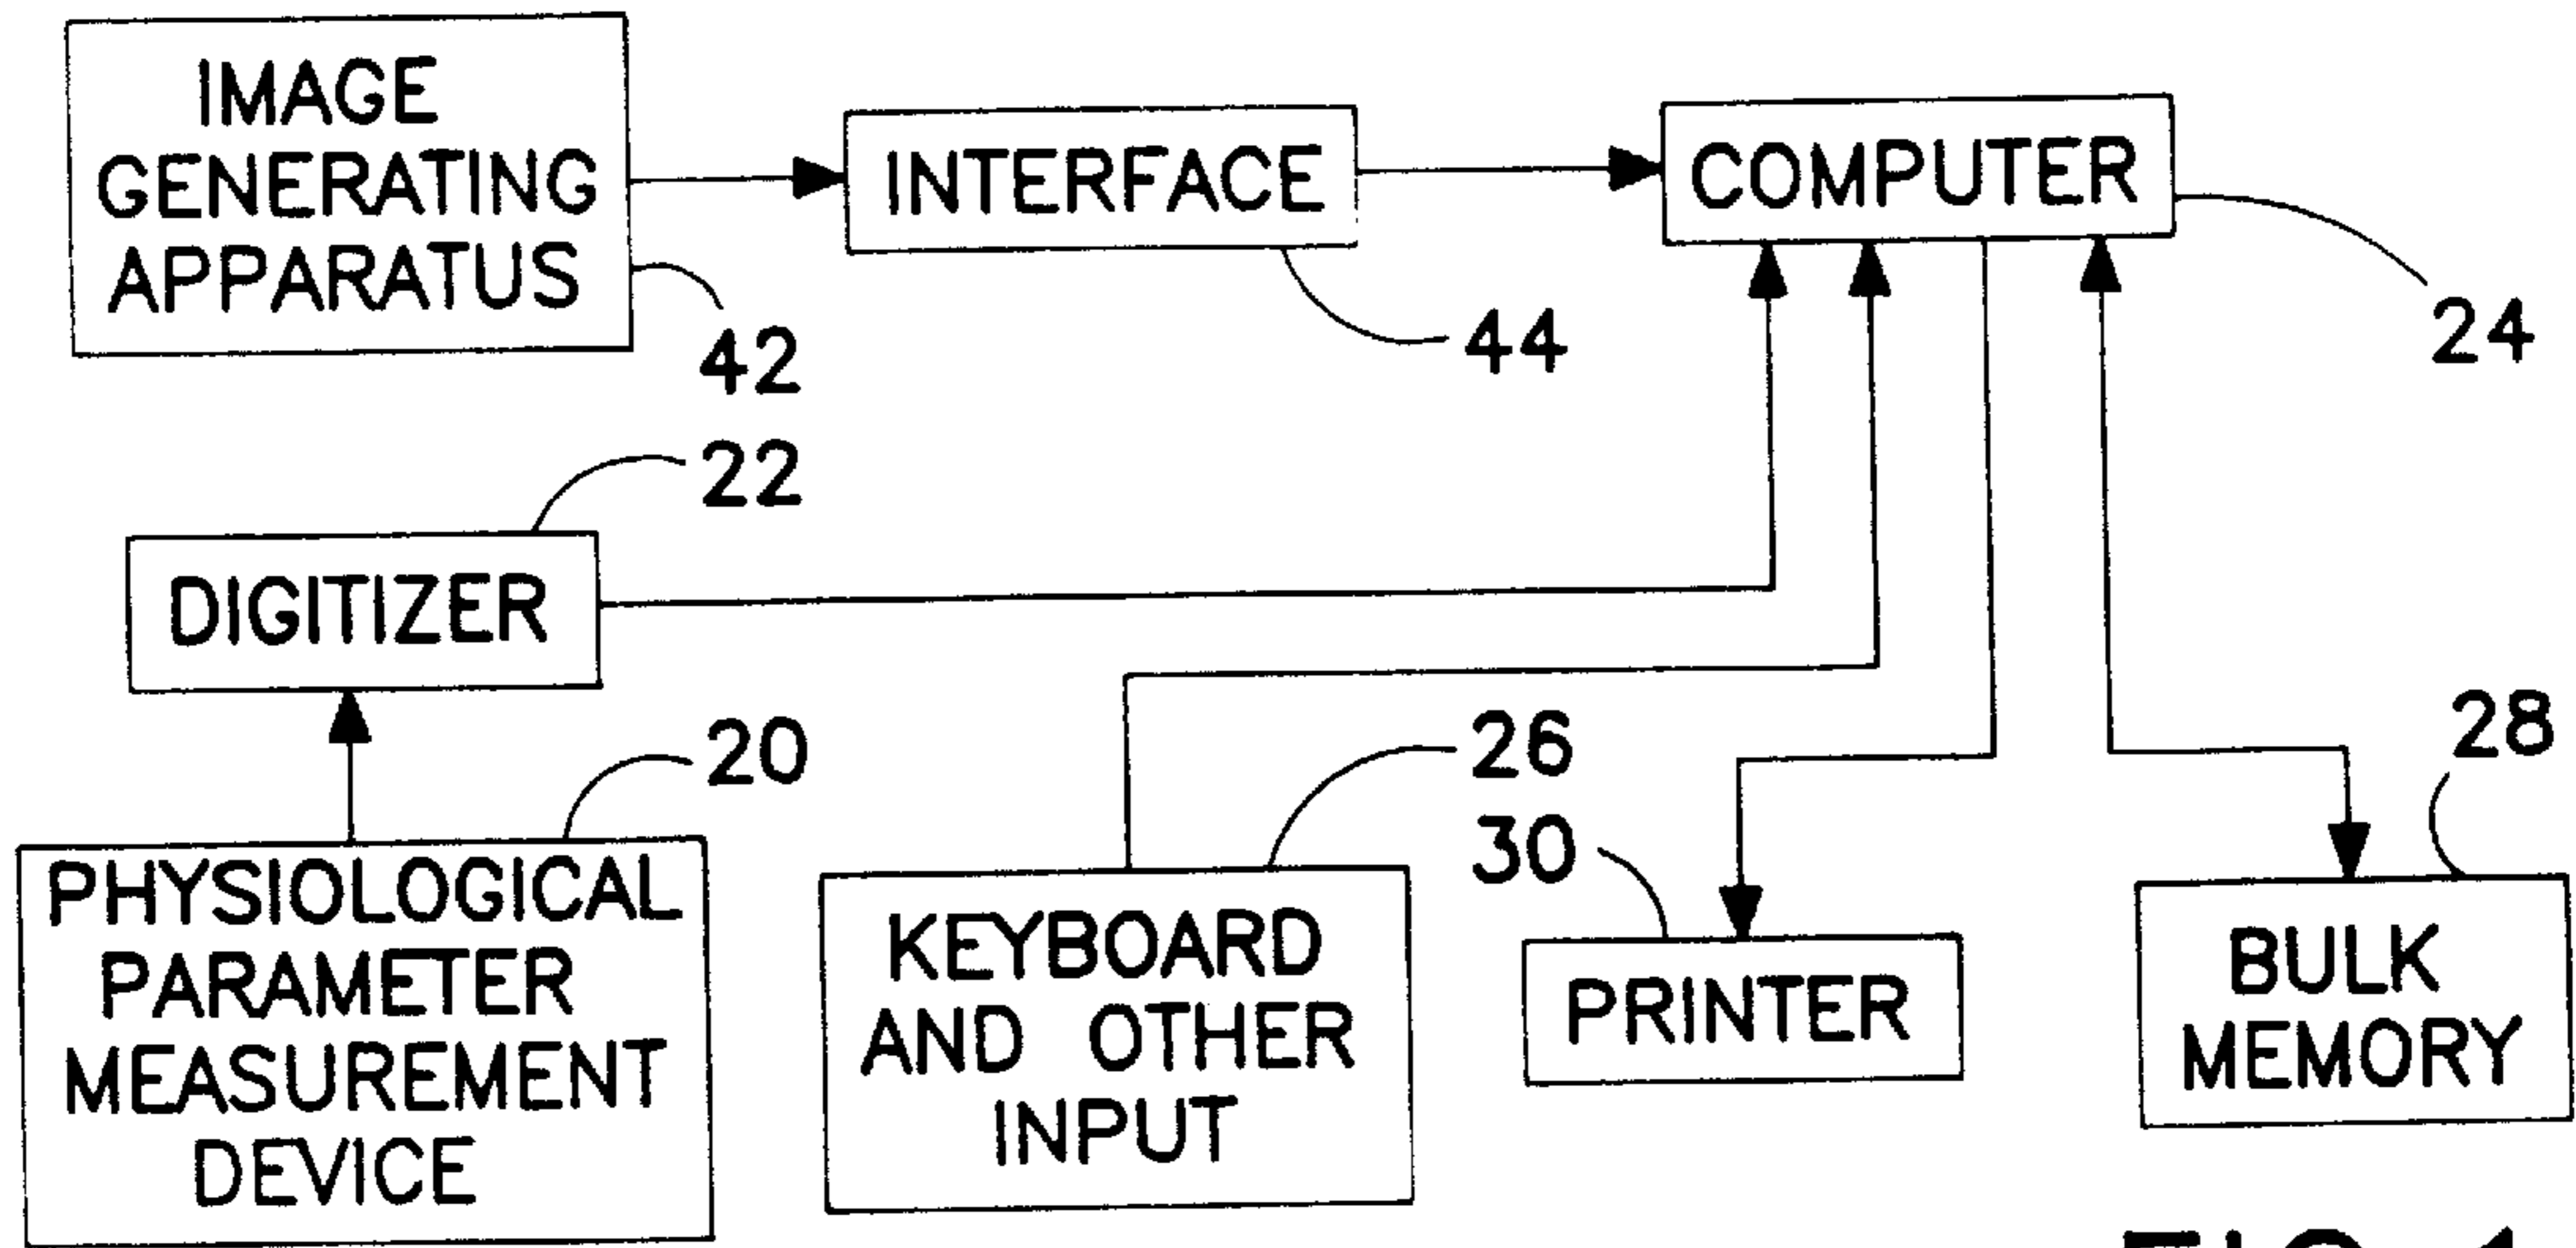 IMAGE
GENERATING
APPARATUS
42
INTERFACE
44
COMPUTER
24
22
DIGITIZER
20
PHYSIOLOGICAL
PARAMETER
MEASUREMENT
DEVICE
26
KEYBOARD
AND OTHER
INPUT
30
PRINTER
28
BULK
MEMORY